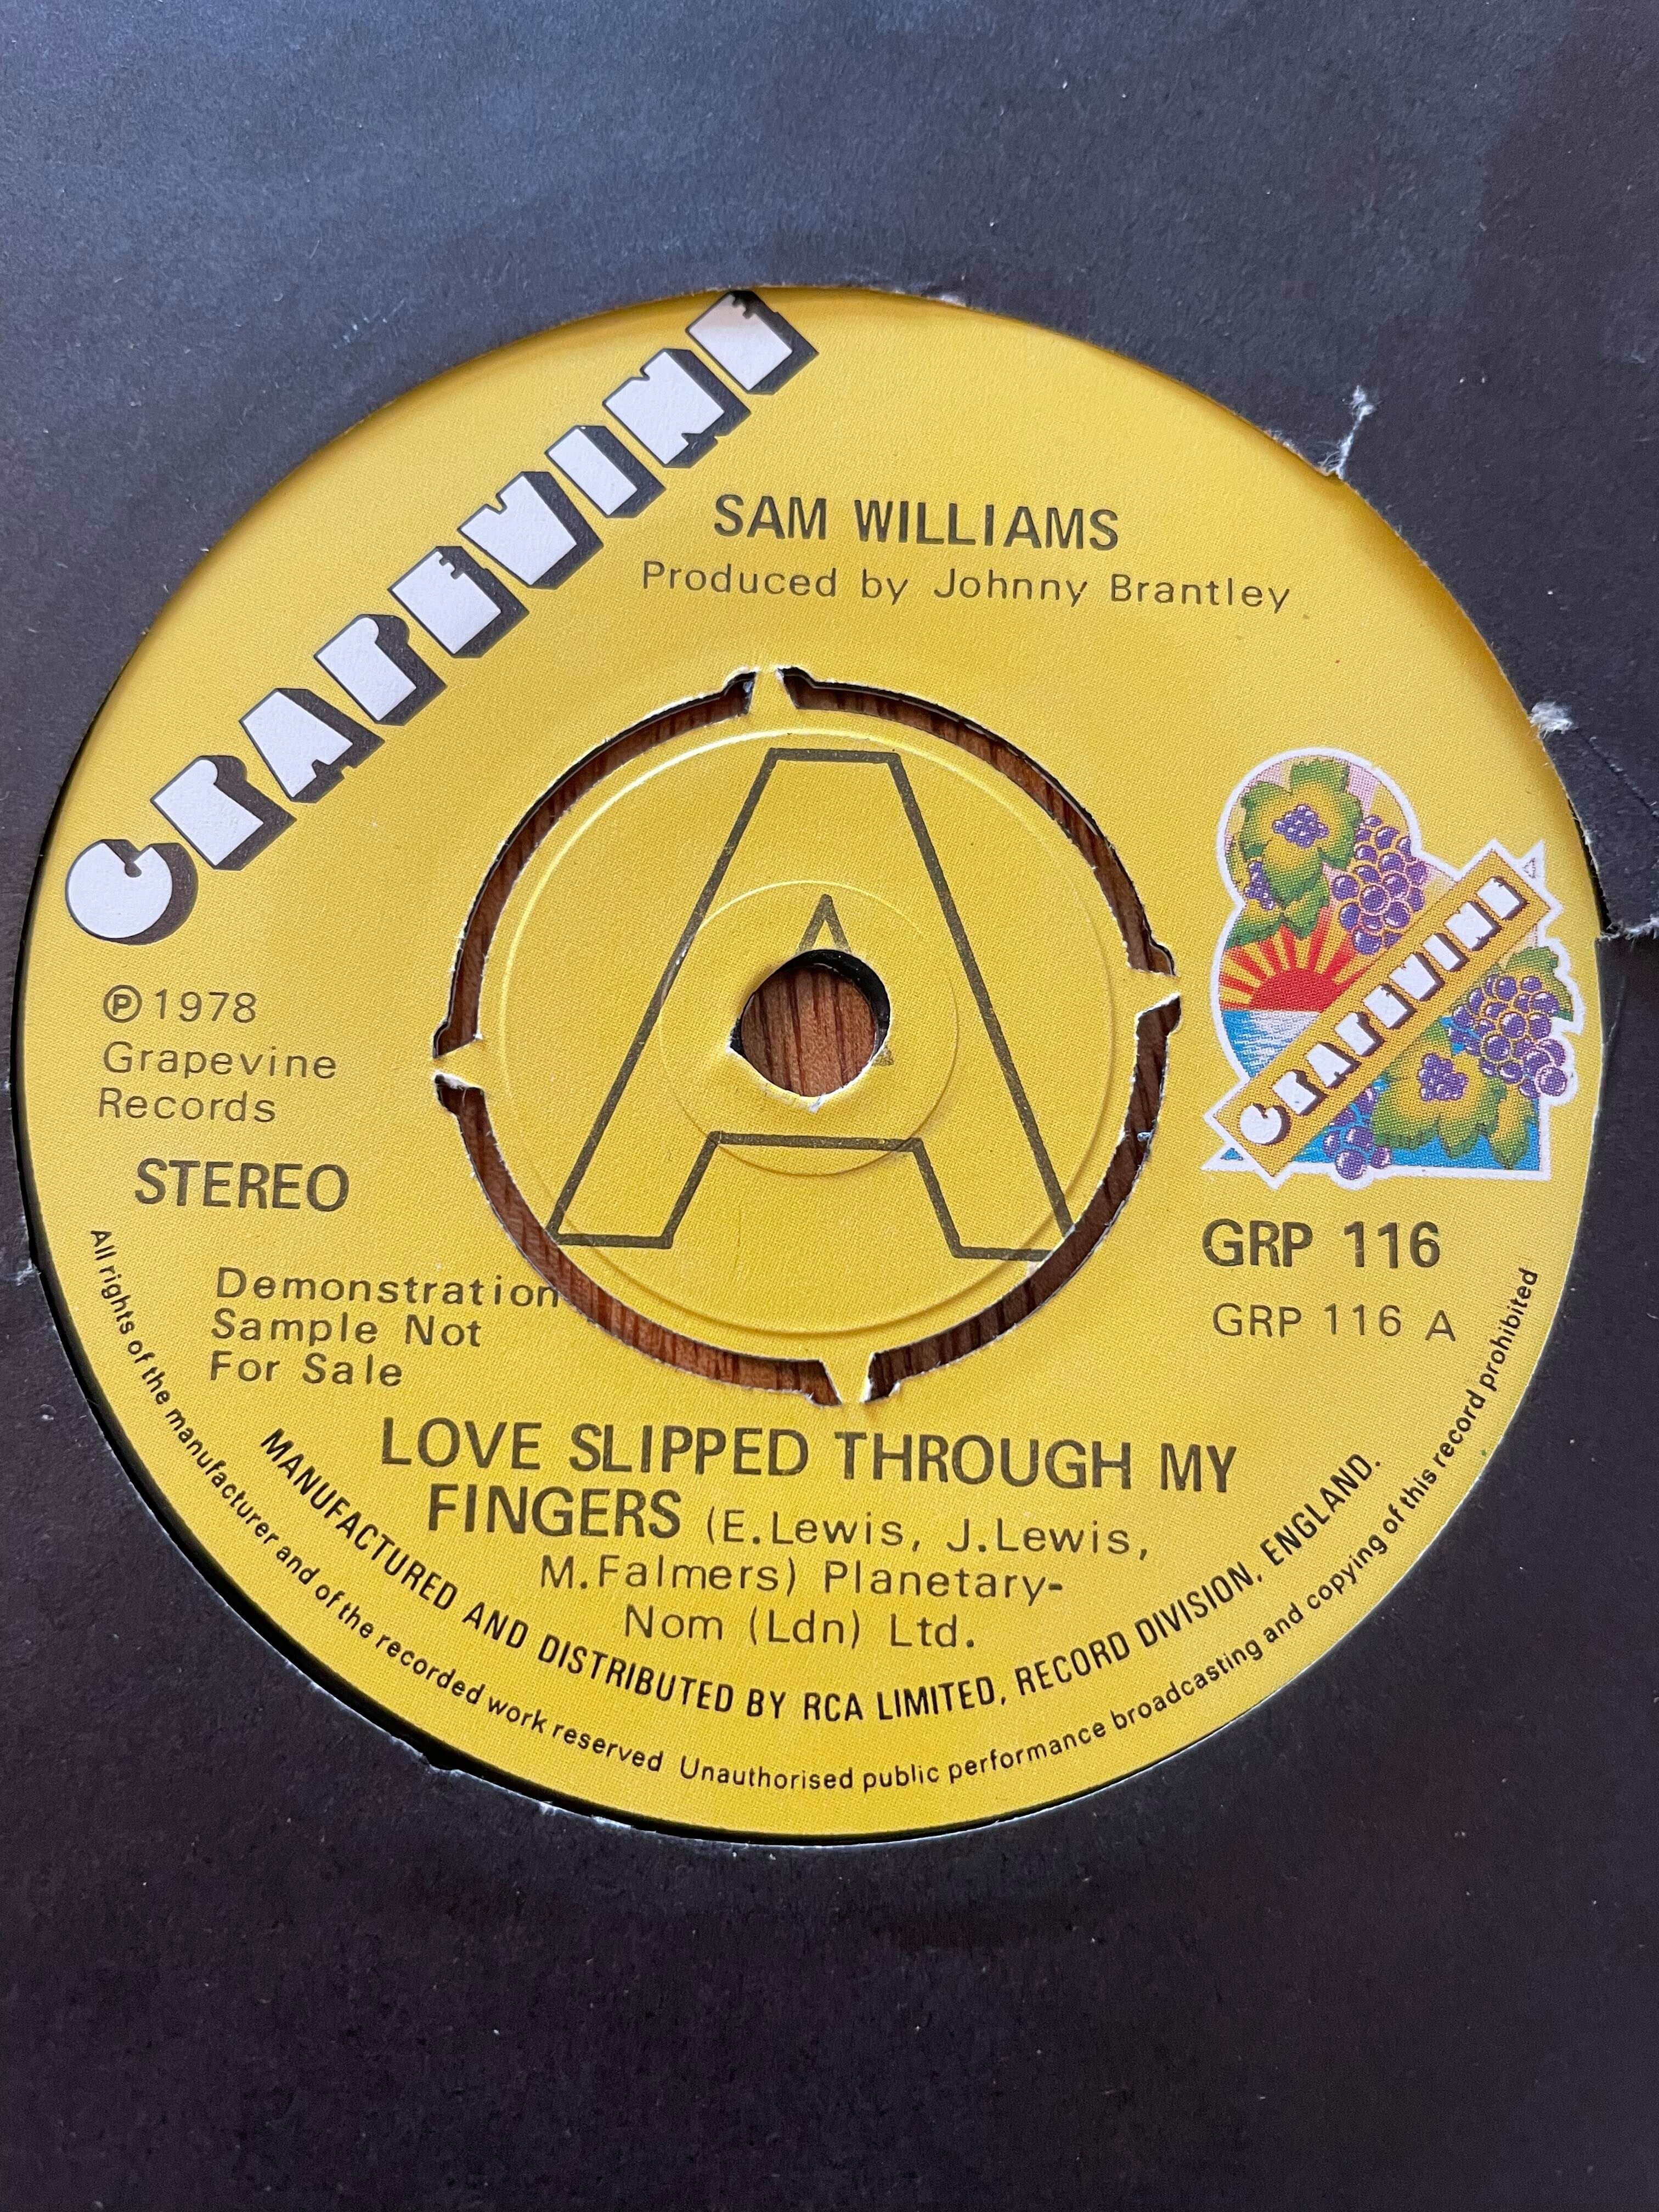 GRAPEVINE
SAM WILLIAMS
Produced by Johnny Brantley
A
GRAPEVINE
℗1978
Grapevine
Records
STEREO
GRP 116
GRP 116 A
Demonstration
Sample Not
For Sale
LOVE SLIPPED THROUGH MY
FINGERS (E.Lewis, J.Lewis,
M.Falmers) Planetary-
Nom (Ldn) Ltd.
MANUFACTURED AND DISTRIBUTED BY RCA LIMITED, RECORD DIVISION, ENGLAND.
All rights of the manufacturer and of the recorded work reserved Unauthorised public performance broadcasting and copying of this record prohibited